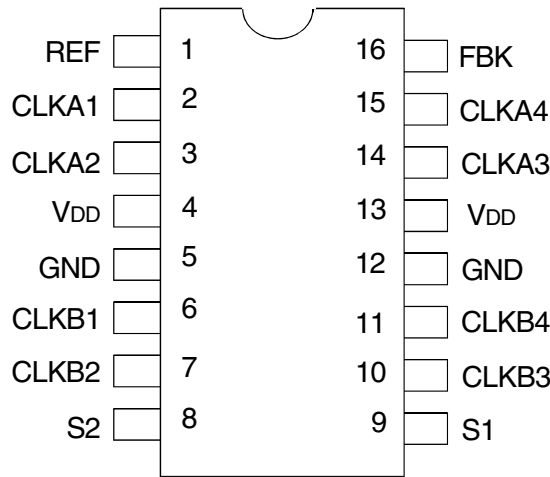 REF 1 16 FBK
CLKA1 2 15 CLKA4
CLKA2 3 14 CLKA3
VDD 4 13 VDD
GND 5 12 GND
CLKB1 6 11 CLKB4
CLKB2 7 10 CLKB3
S2 8 9 S1